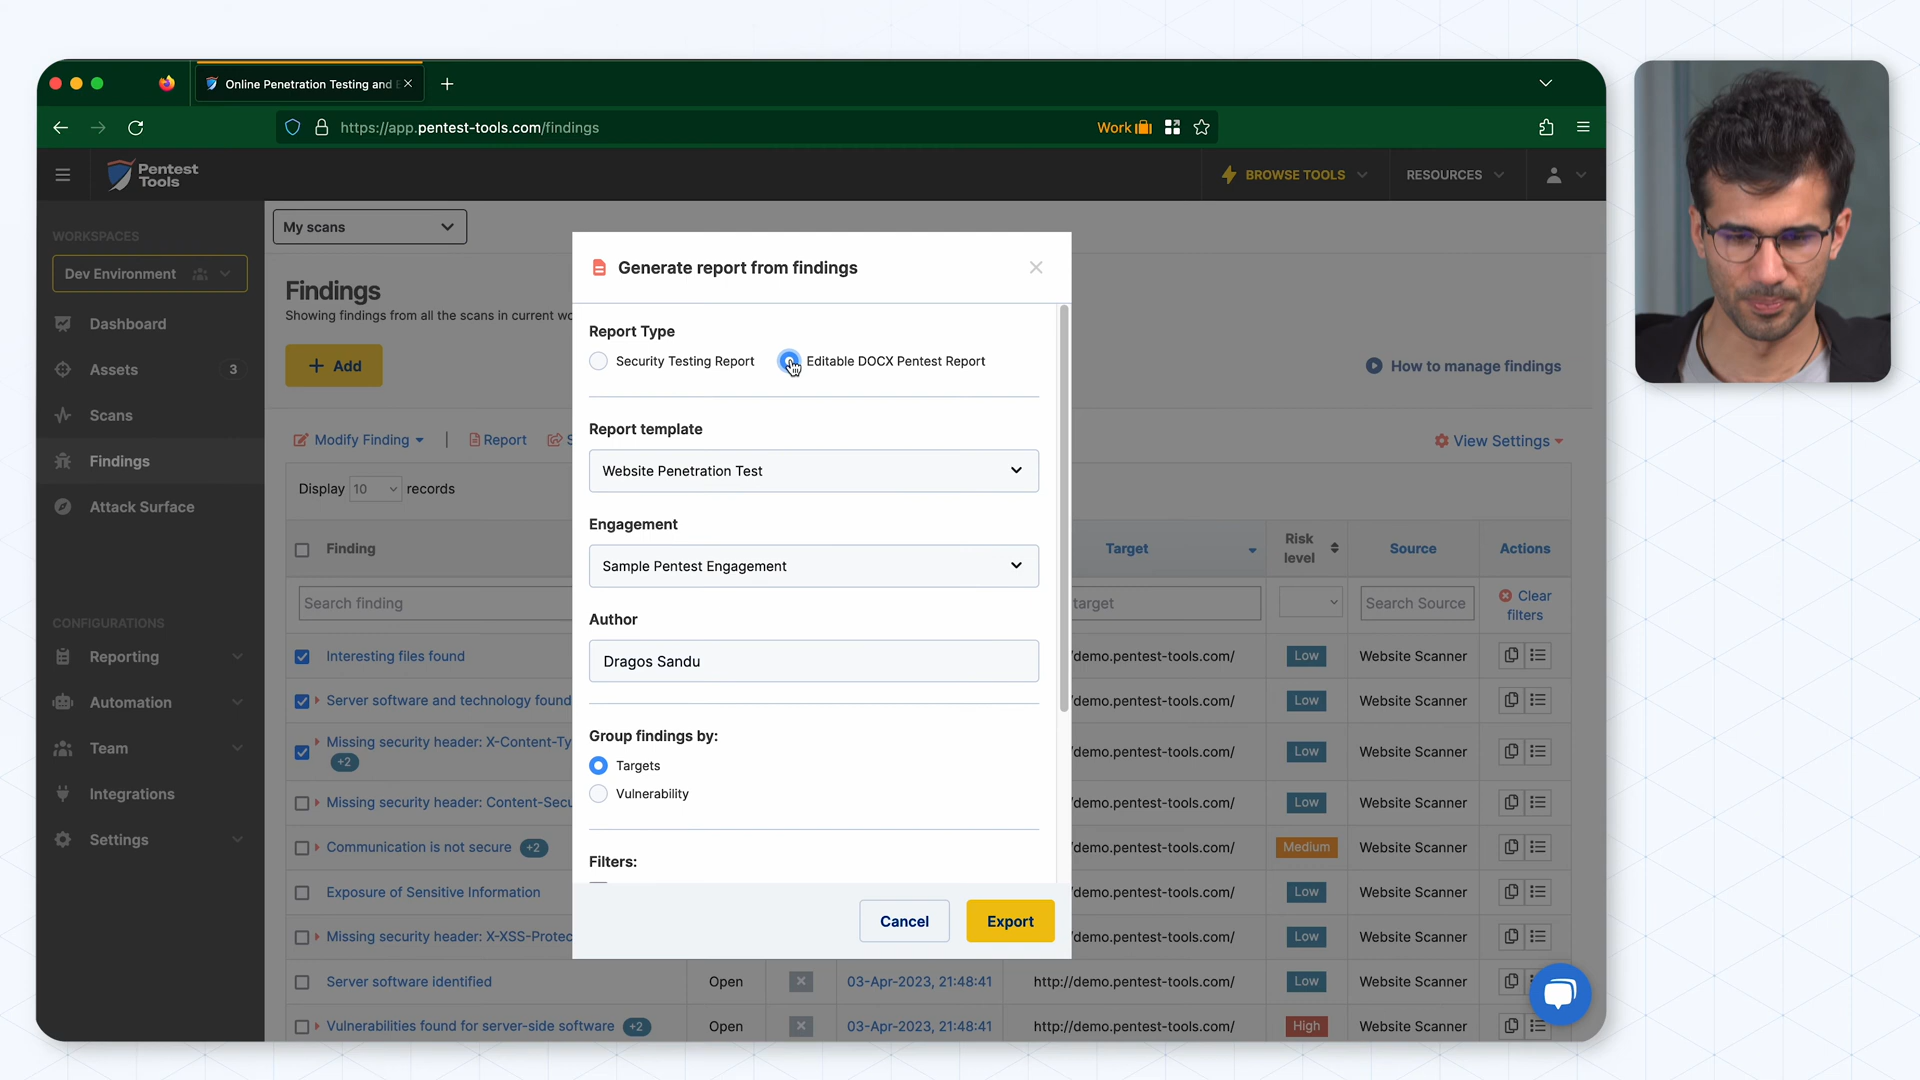 Online Penetration Testing and
https://app.pentest-tools.com/findings
Work
Pentest
Tools
BROWSE TOOLS
RESOURCES
WORKSPACES
Dev Environment
Dashboard
Assets 3
Scans
Findings
Attack Surface
CONFIGURATIONS
Reporting
Automation
Team
Integrations
Settings
My scans
Findings
Showing findings from all the scans in current
+ Add
How to manage findings
Modify Finding | Report
View Settings
Display 10 records
Finding
Target
Risk
level
Source
Actions
Search finding
target
Search Source
Clear
filters
Interesting files found
demo.pentest-tools.com/ Low Website Scanner
Server software and technology found
demo.pentest-tools.com/ Low Website Scanner
Missing security header: X-Content-Ty
+2
demo.pentest-tools.com/ Low Website Scanner
Missing security header: Content-Secu
demo.pentest-tools.com/ Low Website Scanner
Communication is not secure +2
demo.pentest-tools.com/ Medium Website Scanner
Exposure of Sensitive Information
demo.pentest-tools.com/ Low Website Scanner
Missing security header: X-XSS-Protec
demo.pentest-tools.com/ Low Website Scanner
Server software identified Open 03-Apr-2023, 21:48:41 http://demo.pentest-tools.com/ Low Website Scanner
Vulnerabilities found for server-side software +2 Open 03-Apr-2023, 21:48:41 http://demo.pentest-tools.com/ High Website Scanner
Generate report from findings
Report Type
Security Testing Report
Editable DOCX Pentest Report
Report template
Website Penetration Test
Engagement
Sample Pentest Engagement
Author
Dragos Sandu
Group findings by:
Targets
Vulnerability
Filters:
Cancel
Export